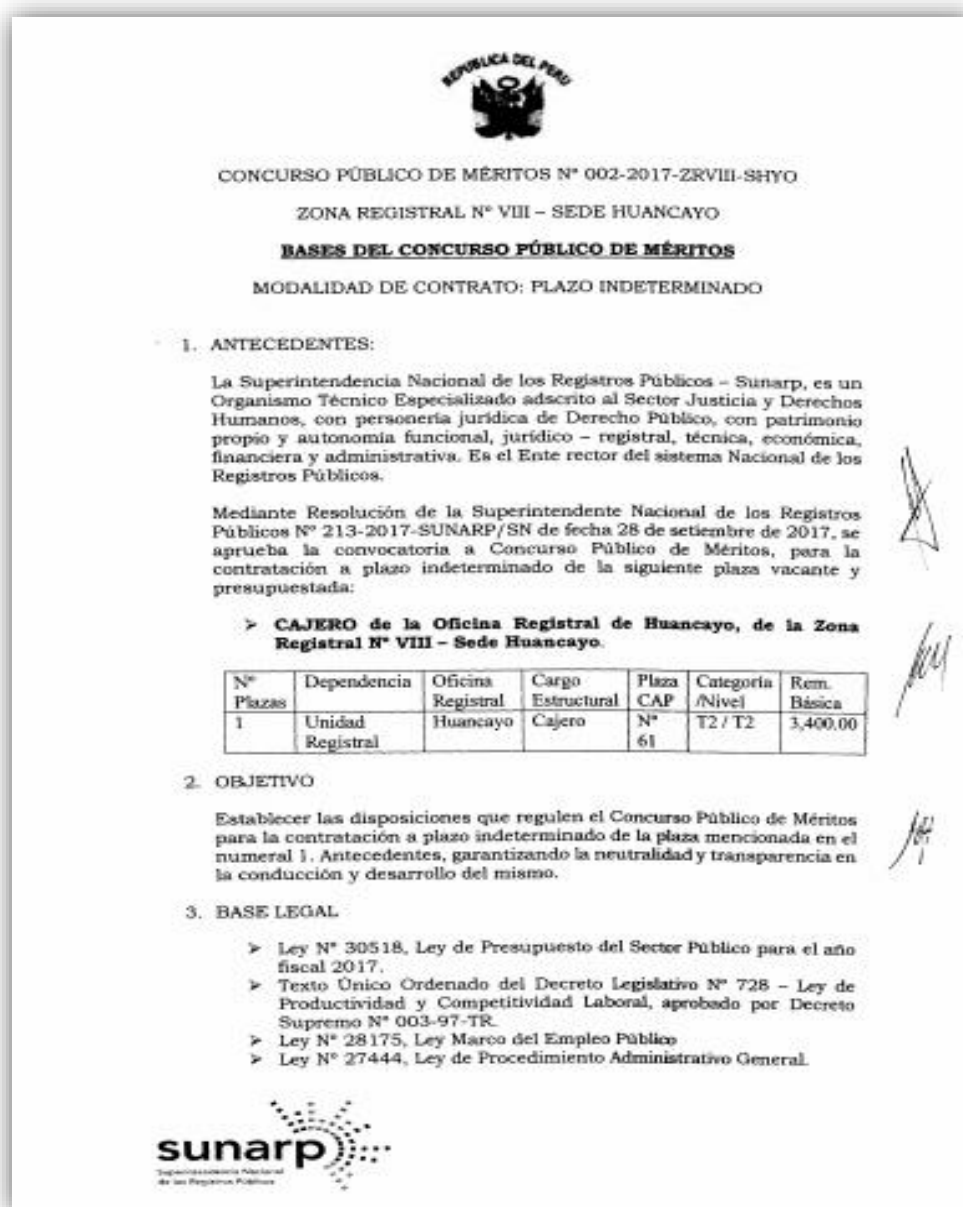 REPUBLICA DEL PERU
CONCURSO PÚBLICO DE MÉRITOS N° 002-2017-ZRVIII-SHYO
ZONA REGISTRAL N° VIII – SEDE HUANCAYO
BASES DEL CONCURSO PÚBLICO DE MÉRITOS
MODALIDAD DE CONTRATO: PLAZO INDETERMINADO
1. ANTECEDENTES:
La Superintendencia Nacional de los Registros Públicos – Sunarp, es un
Organismo Técnico Especializado adscrito al Sector Justicia y Derechos
Humanos, con personería jurídica de Derecho Público, con patrimonio
propio y autonomía funcional, jurídico – registral, técnica, económica,
financiera y administrativa. Es el Ente rector del sistema Nacional de los
Registros Públicos.
Mediante Resolución de la Superintendente Nacional de los Registros
Públicos N° 213-2017-SUNARP/SN de fecha 28 de setiembre de 2017, se
aprueba la convocatoria a Concurso Público de Méritos, para la
contratación a plazo indeterminado de la siguiente plaza vacante y
presupuestada:
➢ CAJERO de la Oficina Registral de Huancayo, de la Zona
Registral N° VIII – Sede Huancayo.
N° Plazas | Dependencia | Oficina Registral | Cargo Estructural | Plaza CAP | Categoría /Nivel | Rem. Básica
1 | Unidad Registral | Huancayo | Cajero | N° 61 | T2 / T2 | 3,400.00
2. OBJETIVO
Establecer las disposiciones que regulen el Concurso Público de Méritos
para la contratación a plazo indeterminado de la plaza mencionada en el
numeral 1. Antecedentes, garantizando la neutralidad y transparencia en
la conducción y desarrollo del mismo.
3. BASE LEGAL
➢ Ley N° 30518, Ley de Presupuesto del Sector Público para el año
fiscal 2017.
➢ Texto Único Ordenado del Decreto Legislativo N° 728 – Ley de
Productividad y Competitividad Laboral, aprobado por Decreto
Supremo N° 003-97-TR.
➢ Ley N° 28175, Ley Marco del Empleo Público
➢ Ley N° 27444, Ley de Procedimiento Administrativo General.
sunarp
Superintendencia Nacional
de los Registros Públicos